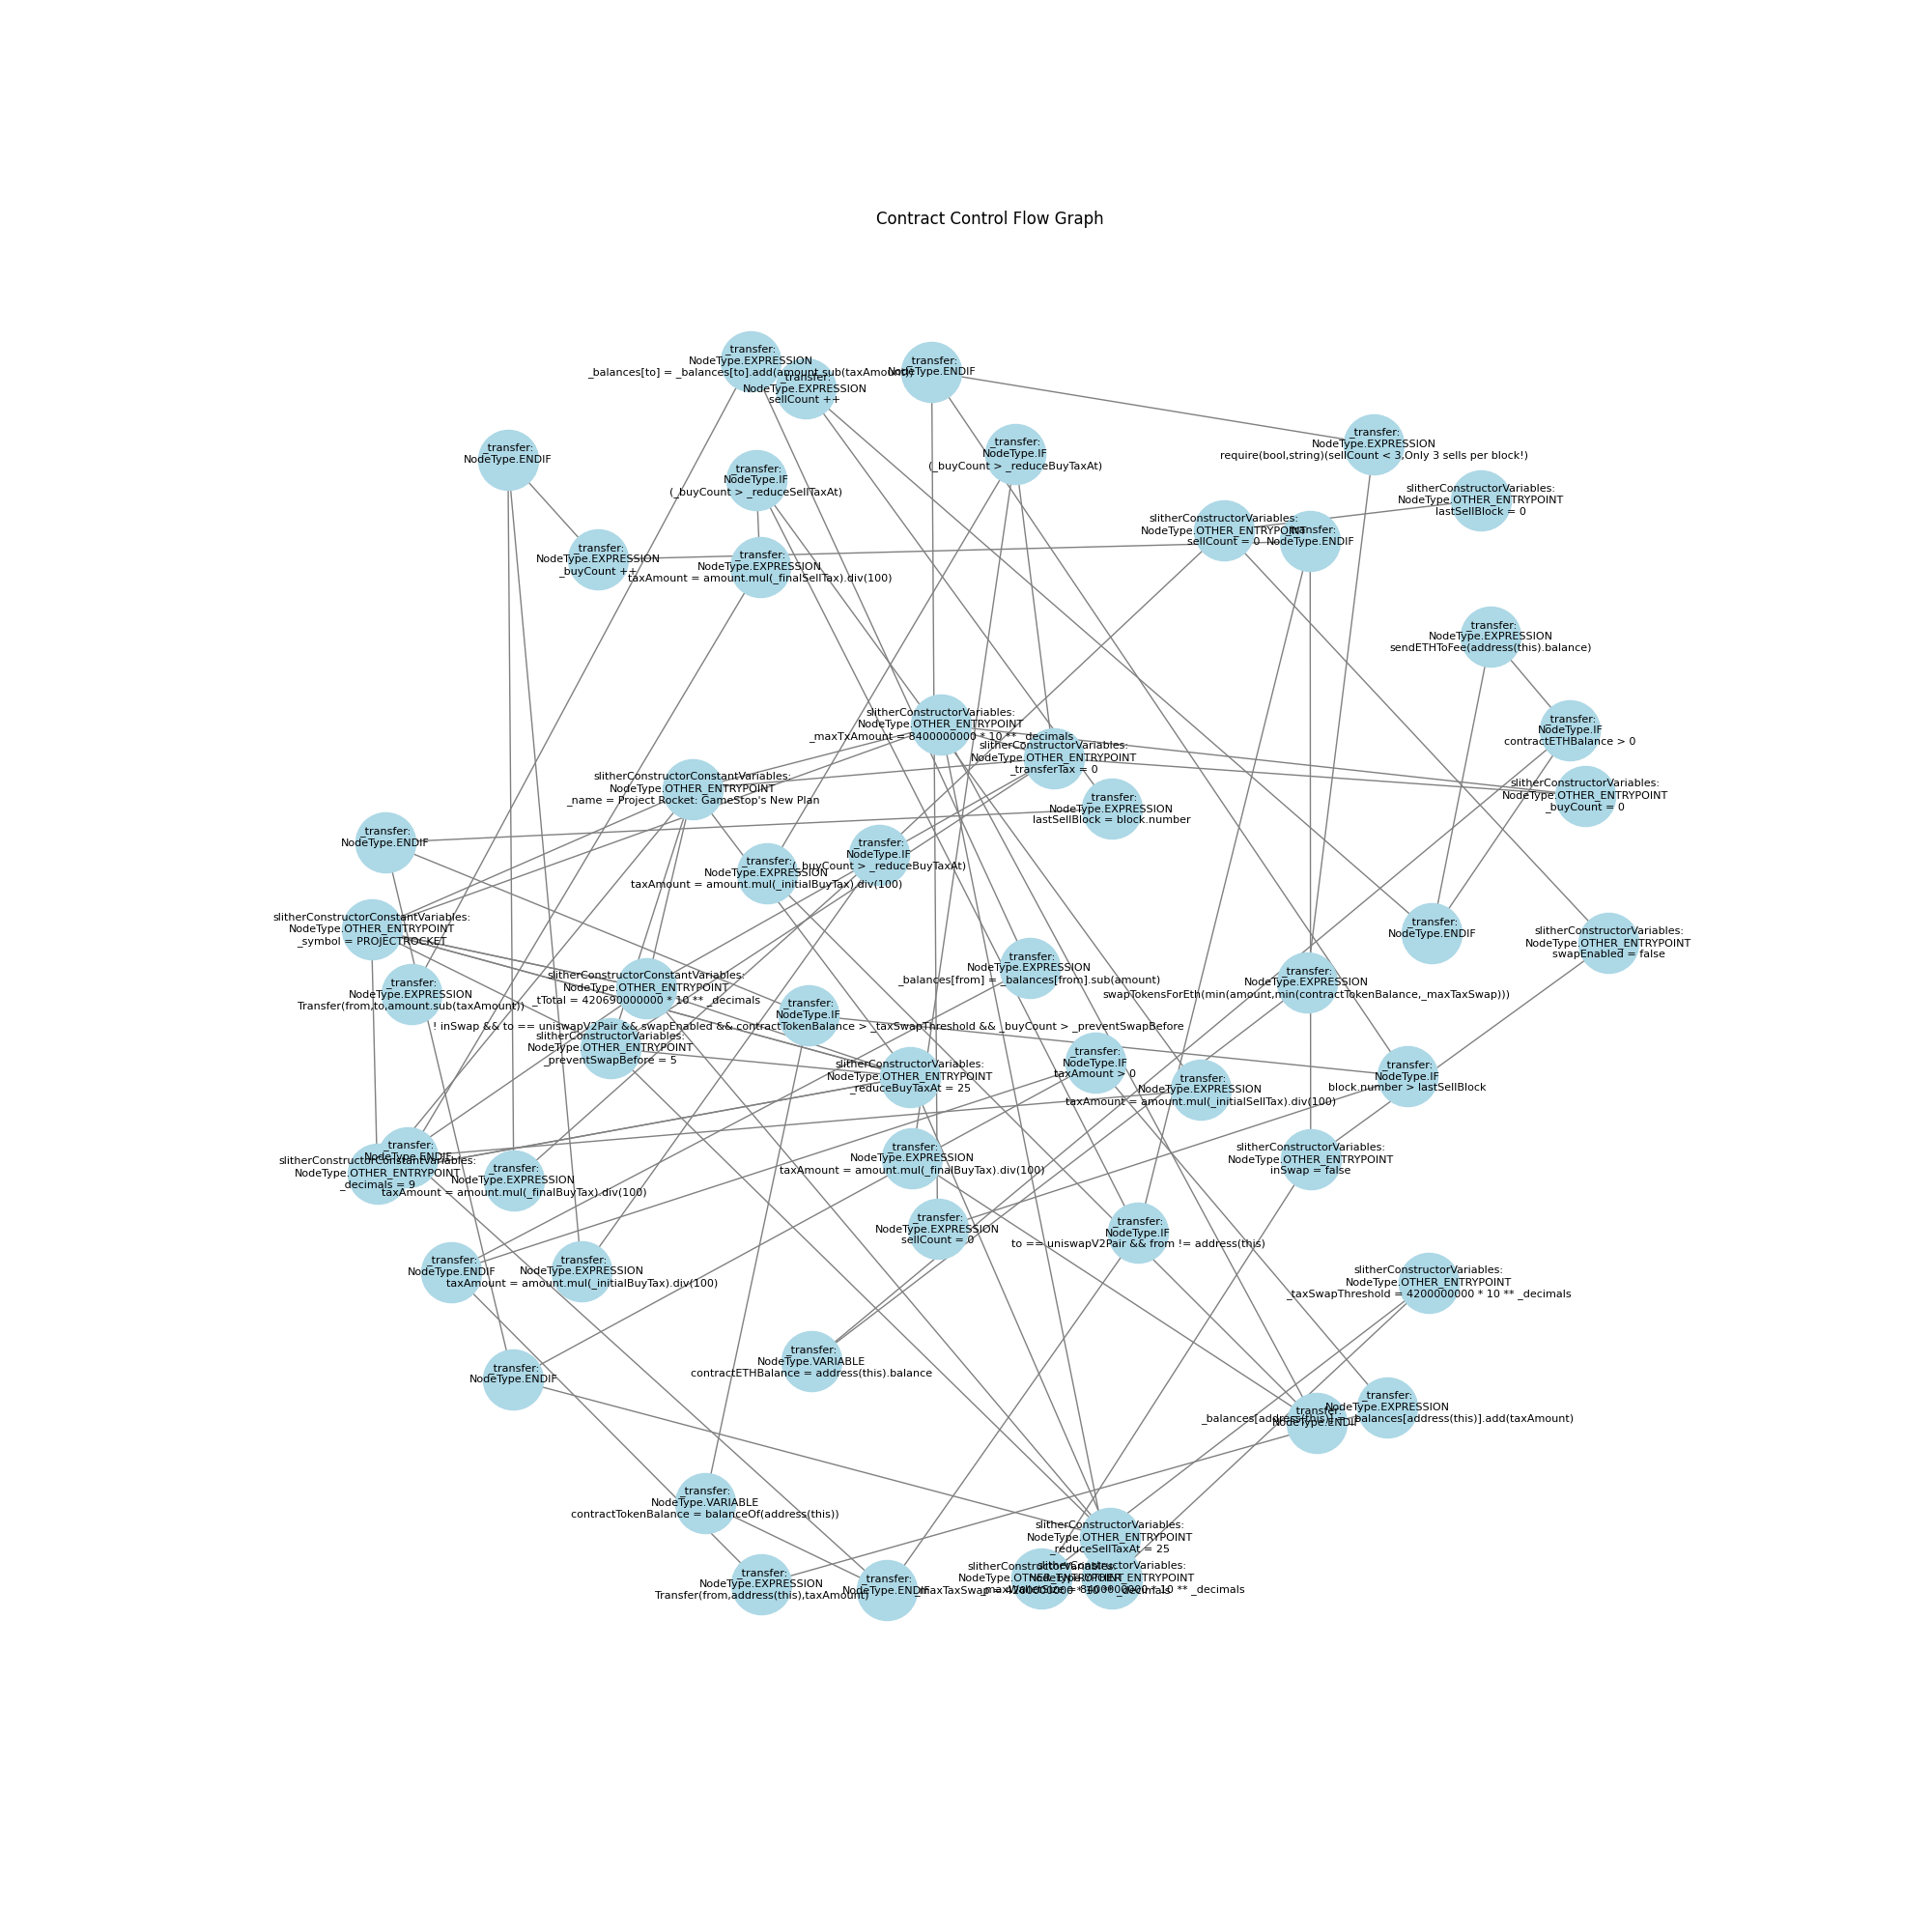 Contract Control Flow Graph
_transfer:
NodeType.EXPRESSION
_balances[to] = _balances[to].add(amount.sub(taxAmount))
_transfer:
NodeType.EXPRESSION
sellCount ++
_transfer:
NodeType.ENDIF
_transfer:
NodeType.EXPRESSION
require(bool,string)(sellCount < 3,Only 3 sells per block!)
_transfer:
NodeType.ENDIF
_transfer:
NodeType.IF
(_buyCount > _reduceBuyTaxAt)
_transfer:
NodeType.IF
(_buyCount > _reduceSellTaxAt)
slitherConstructorVariables:
NodeType.OTHER_ENTRYPOINT
lastSellBlock = 0
slitherConstructorVariables:
NodeType.OTHER_ENTRYPOINT
sellCount = 0
_transfer:
NodeType.ENDIF
_transfer:
NodeType.EXPRESSION
_buyCount ++
_transfer:
NodeType.EXPRESSION
taxAmount = amount.mul(_finalSellTax).div(100)
_transfer:
NodeType.EXPRESSION
sendETHToFee(address(this).balance)
slitherConstructorVariables:
NodeType.OTHER_ENTRYPOINT
_maxTxAmount = 8400000000 * 10 ** _decimals
_transfer:
NodeType.IF
contractETHBalance > 0
slitherConstructorVariables:
NodeType.OTHER_ENTRYPOINT
_transferTax = 0
slitherConstructorConstantVariables:
NodeType.OTHER_ENTRYPOINT
_name = Project Rocket: GameStop's New Plan
slitherConstructorVariables:
NodeType.OTHER_ENTRYPOINT
_buyCount = 0
_transfer:
NodeType.EXPRESSION
lastSellBlock = block.number
_transfer:
NodeType.ENDIF
_transfer:
NodeType.IF
(_buyCount > _reduceBuyTaxAt)
_transfer:
NodeType.EXPRESSION
taxAmount = amount.mul(_initialBuyTax).div(100)
slitherConstructorConstantVariables:
NodeType.OTHER_ENTRYPOINT
_symbol = PROJECTROCKET
_transfer:
NodeType.ENDIF
slitherConstructorVariables:
NodeType.OTHER_ENTRYPOINT
swapEnabled = false
_transfer:
NodeType.EXPRESSION
_balances[from] = _balances[from].sub(amount)
_transfer:
NodeType.EXPRESSION
swapTokensForEth(min(amount,min(contractTokenBalance,_maxTaxSwap)))
slitherConstructorConstantVariables:
NodeType.OTHER_ENTRYPOINT
_tTotal = 420690000000 * 10 ** _decimals
_transfer:
NodeType.EXPRESSION
Transfer(from,to,amount.sub(taxAmount))
_transfer:
NodeType.IF
! inSwap && to == uniswapV2Pair && swapEnabled && contractTokenBalance > _taxSwapThreshold && _buyCount > _preventSwapBefore
slitherConstructorVariables:
NodeType.OTHER_ENTRYPOINT
_preventSwapBefore = 5
_transfer:
NodeType.IF
taxAmount > 0
slitherConstructorVariables:
NodeType.OTHER_ENTRYPOINT
_reduceBuyTaxAt = 25
_transfer:
NodeType.EXPRESSION
taxAmount = amount.mul(_initialSellTax).div(100)
_transfer:
NodeType.IF
block.number > lastSellBlock
_transfer:
NodeType.ENDIF
slitherConstructorConstantVariables:
NodeType.OTHER_ENTRYPOINT
_decimals = 9
_transfer:
NodeType.EXPRESSION
taxAmount = amount.mul(_finalBuyTax).div(100)
_transfer:
NodeType.EXPRESSION
taxAmount = amount.mul(_finalBuyTax).div(100)
slitherConstructorVariables:
NodeType.OTHER_ENTRYPOINT
inSwap = false
_transfer:
NodeType.EXPRESSION
sellCount = 0
_transfer:
NodeType.IF
to == uniswapV2Pair && from != address(this)
_transfer:
NodeType.ENDIF
_transfer:
NodeType.EXPRESSION
taxAmount = amount.mul(_initialBuyTax).div(100)
slitherConstructorVariables:
NodeType.OTHER_ENTRYPOINT
_taxSwapThreshold = 4200000000 * 10 ** _decimals
_transfer:
NodeType.VARIABLE
contractETHBalance = address(this).balance
_transfer:
NodeType.ENDIF
_transfer:
NodeType.EXPRESSION
_balances[address(this)] = _balances[address(this)].add(taxAmount)
_transfer:
NodeType.ENDIF
_transfer:
NodeType.VARIABLE
contractTokenBalance = balanceOf(address(this))
slitherConstructorVariables:
NodeType.OTHER_ENTRYPOINT
_reduceSellTaxAt = 25
_transfer:
NodeType.EXPRESSION
Transfer(from,address(this),taxAmount)
_transfer:
NodeType.ENDIF
slitherConstructorVariables:
NodeType.OTHER_ENTRYPOINT
_maxTaxSwap = 4200000000 * 10 ** _decimals
slitherConstructorVariables:
NodeType.OTHER_ENTRYPOINT
_maxWalletSize = 8400000000 * 10 ** _decimals